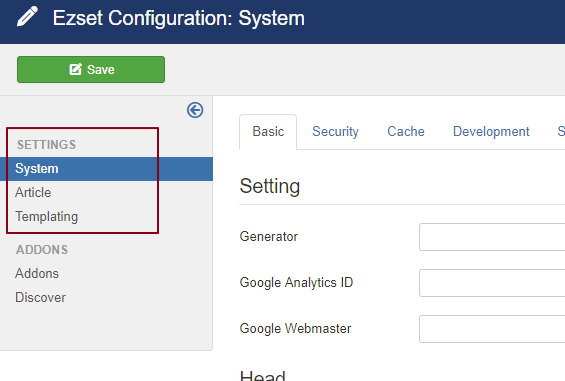 Ezset Configuration: System
Save
SETTINGS
System
Article
Templating
ADDONS
Addons
Discover
Basic Security Cache Development S
Setting
Generator
Google Analytics ID
Google Webmaster
Head